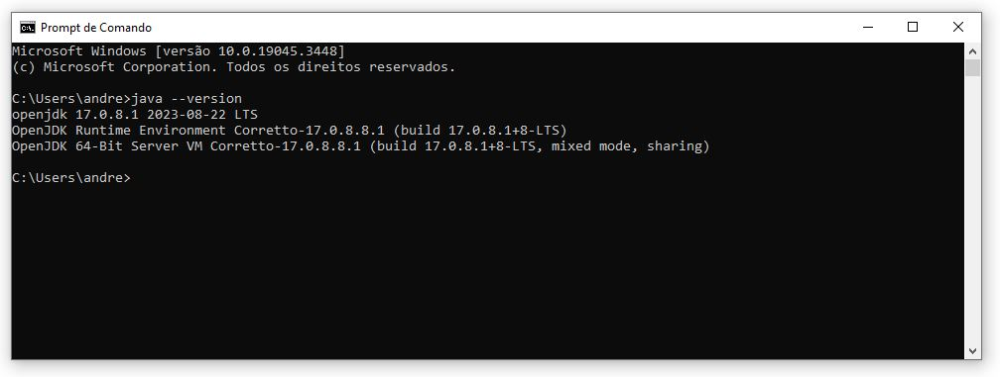 Prompt de Comando
Microsoft Windows [versão 10.0.19045.3448]
(c) Microsoft Corporation. Todos os direitos reservados.
C:\Users\andre>java --version
openjdk 17.0.8.1 2023-08-22 LTS
OpenJDK Runtime Environment Corretto-17.0.8.8.1 (build 17.0.8.1+8-LTS)
OpenJDK 64-Bit Server VM Corretto-17.0.8.8.1 (build 17.0.8.1+8-LTS, mixed mode, sharing)
C:\Users\andre>